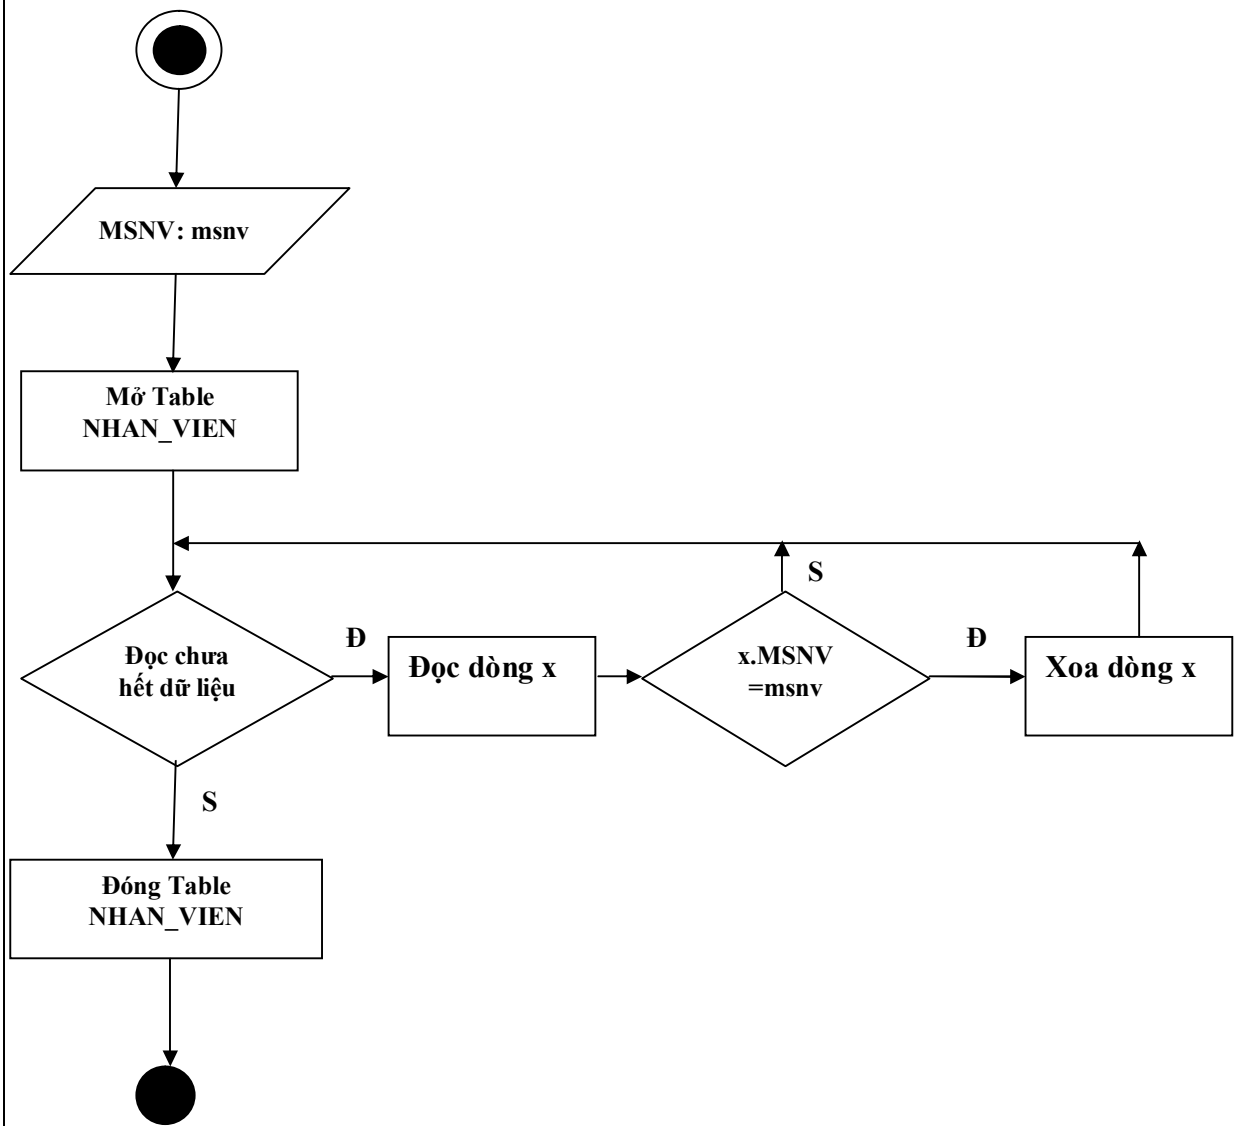 MSNV: msnv
Mở Table
NHAN_VIEN
S
Đọc chưa
hết dữ liệu
Đ
Đọc dòng x
x.MSNV
=msnv
Đ
Xoa dòng x
S
Đóng Table
NHAN_VIEN